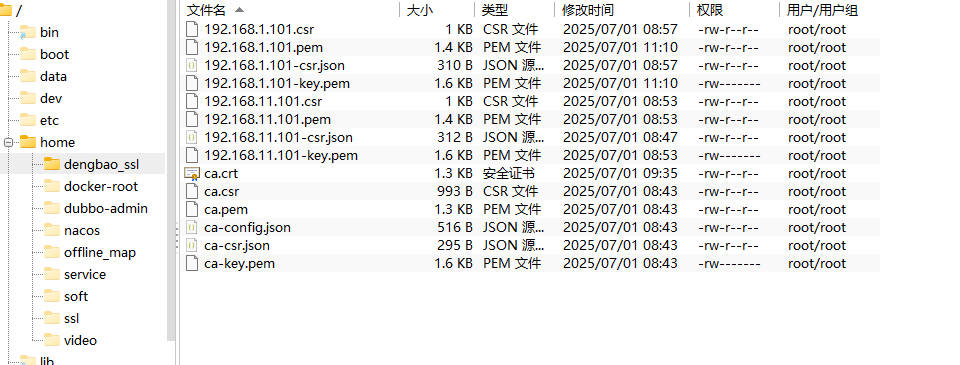 /
bin
boot
data
dev
etc
home
dengbao_ssl
docker-root
dubbo-admin
nacos
offline_map
service
soft
ssl
video
lib
文件名 大小 类型 修改时间 权限 用户/用户组
192.168.1.101.csr 1 KB CSR 文件 2025/07/01 08:57 -rw-r--r-- root/root
192.168.1.101.pem 1.4 KB PEM 文件 2025/07/01 11:10 -rw-r--r-- root/root
192.168.1.101-csr.json 310 B JSON 源... 2025/07/01 08:57 -rw-r--r-- root/root
192.168.1.101-key.pem 1.6 KB PEM 文件 2025/07/01 11:10 -rw------- root/root
192.168.11.101.csr 1 KB CSR 文件 2025/07/01 08:53 -rw-r--r-- root/root
192.168.11.101.pem 1.4 KB PEM 文件 2025/07/01 08:53 -rw-r--r-- root/root
192.168.11.101-csr.json 312 B JSON 源... 2025/07/01 08:47 -rw-r--r-- root/root
192.168.11.101-key.pem 1.6 KB PEM 文件 2025/07/01 08:53 -rw------- root/root
ca.crt 1.3 KB 安全证书 2025/07/01 09:35 -rw-r--r-- root/root
ca.csr 993 B CSR 文件 2025/07/01 08:43 -rw-r--r-- root/root
ca.pem 1.3 KB PEM 文件 2025/07/01 08:43 -rw-r--r-- root/root
ca-config.json 516 B JSON 源... 2025/07/01 08:43 -rw-r--r-- root/root
ca-csr.json 295 B JSON 源... 2025/07/01 08:43 -rw-r--r-- root/root
ca-key.pem 1.6 KB PEM 文件 2025/07/01 08:43 -rw------- root/root